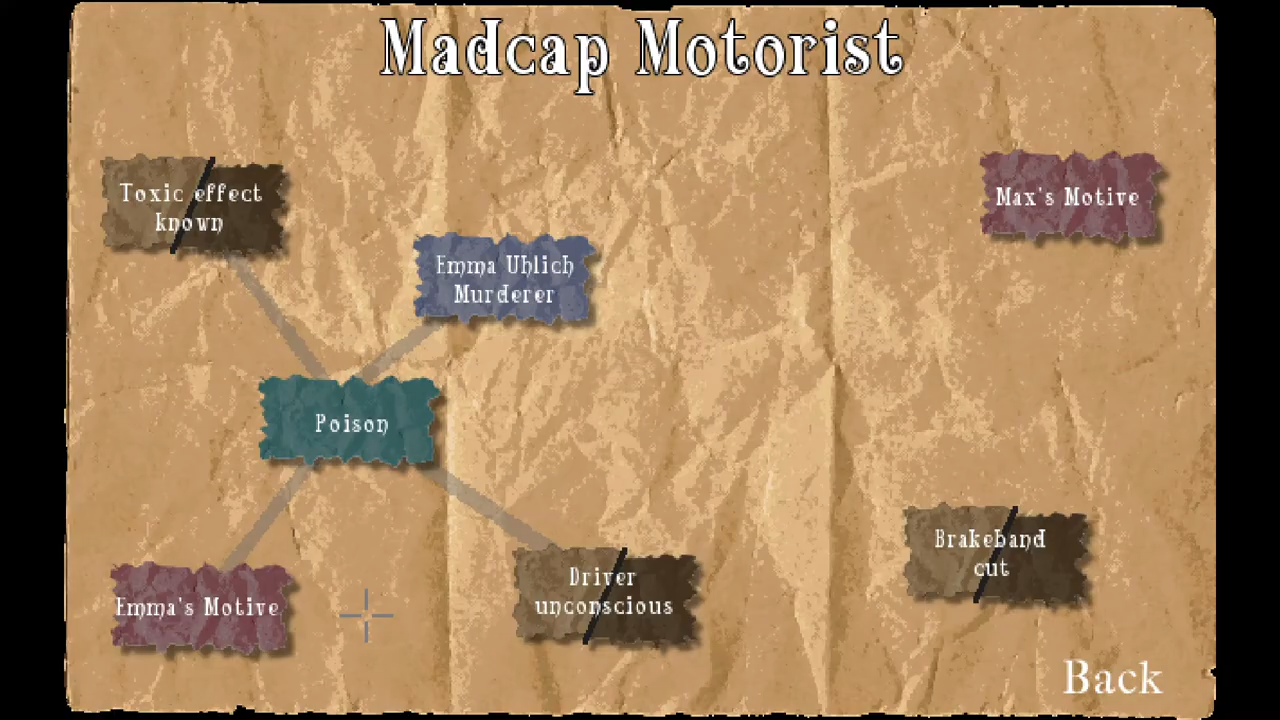 Madcap Motorist
Toxic effect
known
Max's Motive
Emma Uhlich
Murderer
Poison
Brakeband
cut
Driver
unconscious
Emma's Motive
Back